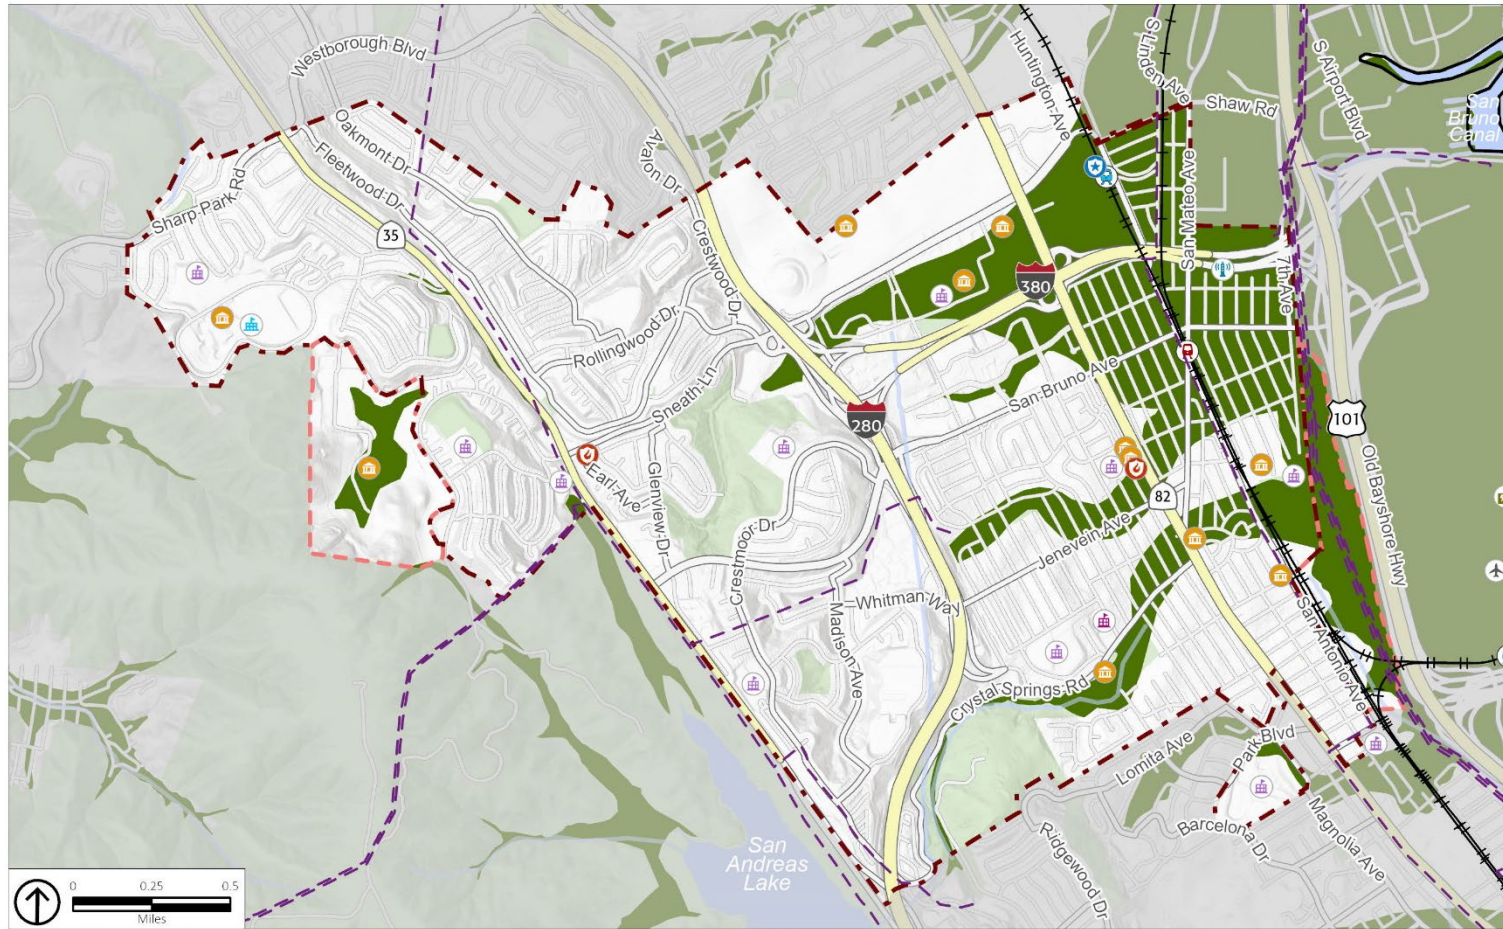 Westborough Blvd
Huntington Ave
S Linden Ave
Shaw Rd
S Airport Blvd
San
Bruno
Canal
Oakmont Dr
Fleetwood Dr
Avalon Dr
Sharp Park Rd
35
Crestwood Dr
San Mateo Ave
7th Ave
380
Rollingwood Dr
Sneath Ln
San Bruno Ave
280
101
Old Bayshore Hwy
Earl Ave
Glenview Dr
82
Crestmoor Dr
Jenevein Ave
Whitman Way
Madison Ave
San Antonio Ave
Crystal Springs Rd
Lomita Ave
Park Blvd
San
Andreas
Lake
Ridgewood Dr
Barcelona Dr
Magnolia Ave
0 0.25 0.5
Miles